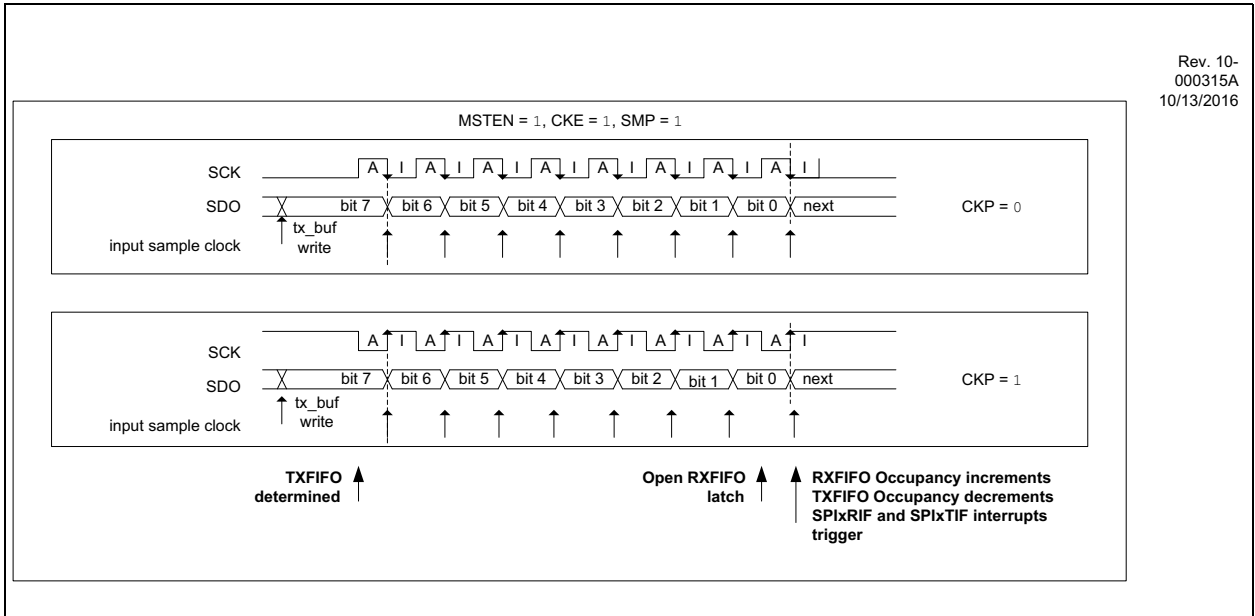 Rev. 10-
000315A
10/13/2016
MSTEN = 1, CKE = 1, SMP = 1
SCK A I A I A I A I A I A I A I A I
SDO bit 7 bit 6 bit 5 bit 4 bit 3 bit 2 bit 1 bit 0 next CKP = 0
tx_buf
write
input sample clock
SCK A I A I A I A I A I A I A I A I
SDO bit 7 bit 6 bit 5 bit 4 bit 3 bit 2 bit 1 bit 0 next CKP = 1
tx_buf
write
input sample clock
TXFIFO
determined
Open RXFIFO
latch
RXFIFO Occupancy increments
TXFIFO Occupancy decrements
SPIxRIF and SPIxTIF interrupts
trigger